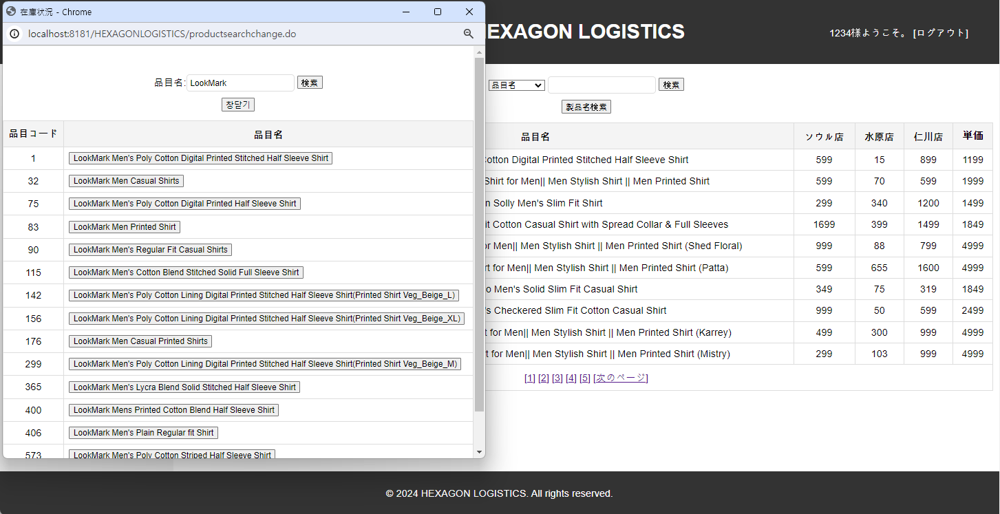 在庫状況 - Chrome
localhost:8181/HEXAGONLOGISTICS/productsearchchange.do
品目名: LookMark 検索
창닫기
品目コード 品目名
1 LookMark Men's Poly Cotton Digital Printed Stitched Half Sleeve Shirt
32 LookMark Men Casual Shirts
75 LookMark Men's Poly Cotton Digital Printed Half Sleeve Shirt
83 LookMark Men Printed Shirt
90 LookMark Men's Regular Fit Casual Shirts
115 LookMark Men's Cotton Blend Stitched Solid Full Sleeve Shirt
142 LookMark Men's Poly Cotton Lining Digital Printed Stitched Half Sleeve Shirt(Printed Shirt Veg_Beige_L)
156 LookMark Men's Poly Cotton Lining Digital Printed Stitched Half Sleeve Shirt(Printed Shirt Veg_Beige_XL)
176 LookMark Men Casual Printed Shirts
299 LookMark Men's Poly Cotton Lining Digital Printed Stitched Half Sleeve Shirt(Printed Shirt Veg_Beige_M)
365 LookMark Men's Lycra Blend Solid Stitched Half Sleeve Shirt
400 LookMark Mens Printed Cotton Blend Half Sleeve Shirt
406 LookMark Men's Plain Regular fit Shirt
573 LookMark Men's Poly Cotton Striped Half Sleeve Shirt
EXAGON LOGISTICS
1234様ようこそ。 [ログアウト]
品目名 検索
製品名検索
品目名 ソウル店 水原店 仁川店 単価
otton Digital Printed Stitched Half Sleeve Shirt 599 15 899 1199
Shirt for Men|| Men Stylish Shirt || Men Printed Shirt 599 70 599 1999
n Solly Men's Slim Fit Shirt 299 340 1200 1499
it Cotton Casual Shirt with Spread Collar & Full Sleeves 1699 399 1499 1849
or Men|| Men Stylish Shirt || Men Printed Shirt (Shed Floral) 999 88 799 4999
rt for Men|| Men Stylish Shirt || Men Printed Shirt (Patta) 599 655 1600 4999
o Men's Solid Slim Fit Casual Shirt 349 75 319 1849
's Checkered Slim Fit Cotton Casual Shirt 999 50 599 2499
t for Men|| Men Stylish Shirt || Men Printed Shirt (Karrey) 499 300 999 4999
rt for Men|| Men Stylish Shirt || Men Printed Shirt (Mistry) 299 103 999 4999
[1] [2] [3] [4] [5] [次のページ]
© 2024 HEXAGON LOGISTICS. All rights reserved.